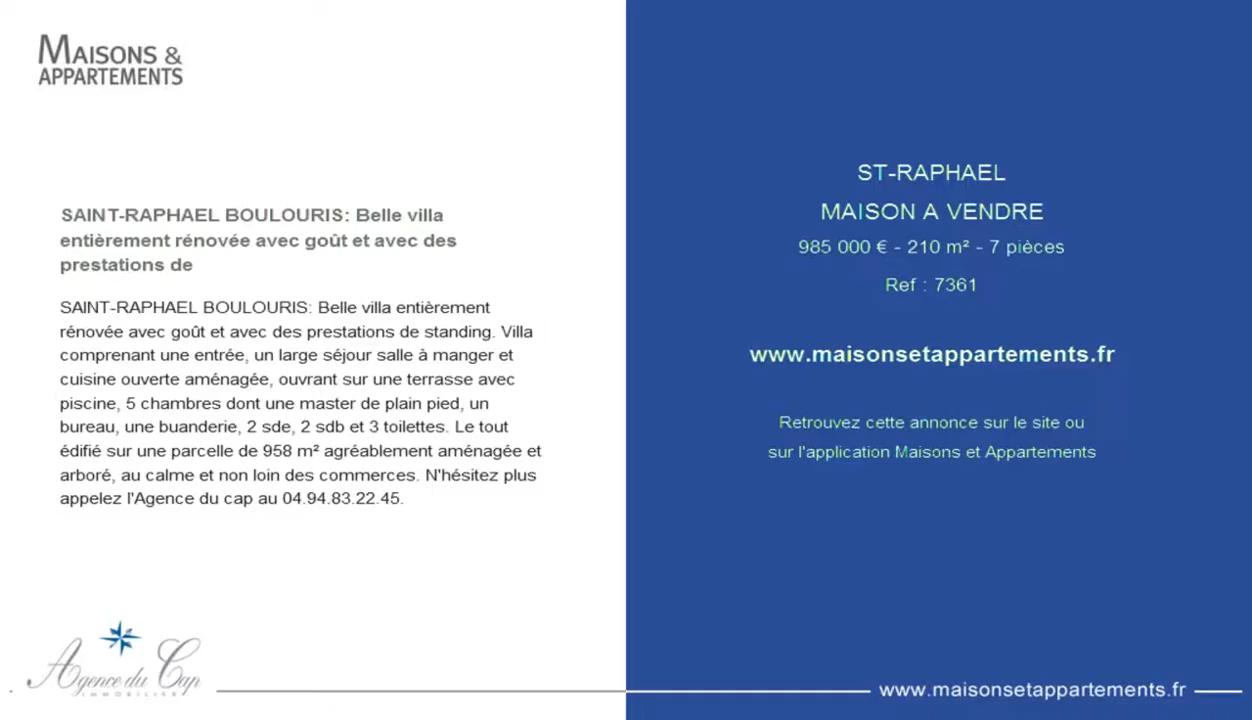 MAISONS &
APPARTEMENTS
SAINT-RAPHAEL BOULOURIS: Belle villa
entièrement rénovée avec goût et avec des
prestations de
SAINT-RAPHAEL BOULOURIS: Belle villa entièrement
rénovée avec goût et avec des prestations de standing. Villa
comprenant une entrée, un large séjour salle à manger et
cuisine ouverte aménagée, ouvrant sur une terrasse avec
piscine, 5 chambres dont une master de plain pied, un
bureau, une buanderie, 2 sde, 2 sdb et 3 toilettes. Le tout
édifié sur une parcelle de 958 m² agréablement aménagée et
arboré, au calme et non loin des commerces. N'hésitez plus
appelez l'Agence du cap au 04.94.83.22.45.
Agence du Cap
IMMOBILIER
ST-RAPHAEL
MAISON A VENDRE
985 000 € - 210 m² - 7 pièces
Ref : 7361
www.maisonsetappartements.fr
Retrouvez cette annonce sur le site ou
sur l'application Maisons et Appartements
www.maisonsetappartements.fr